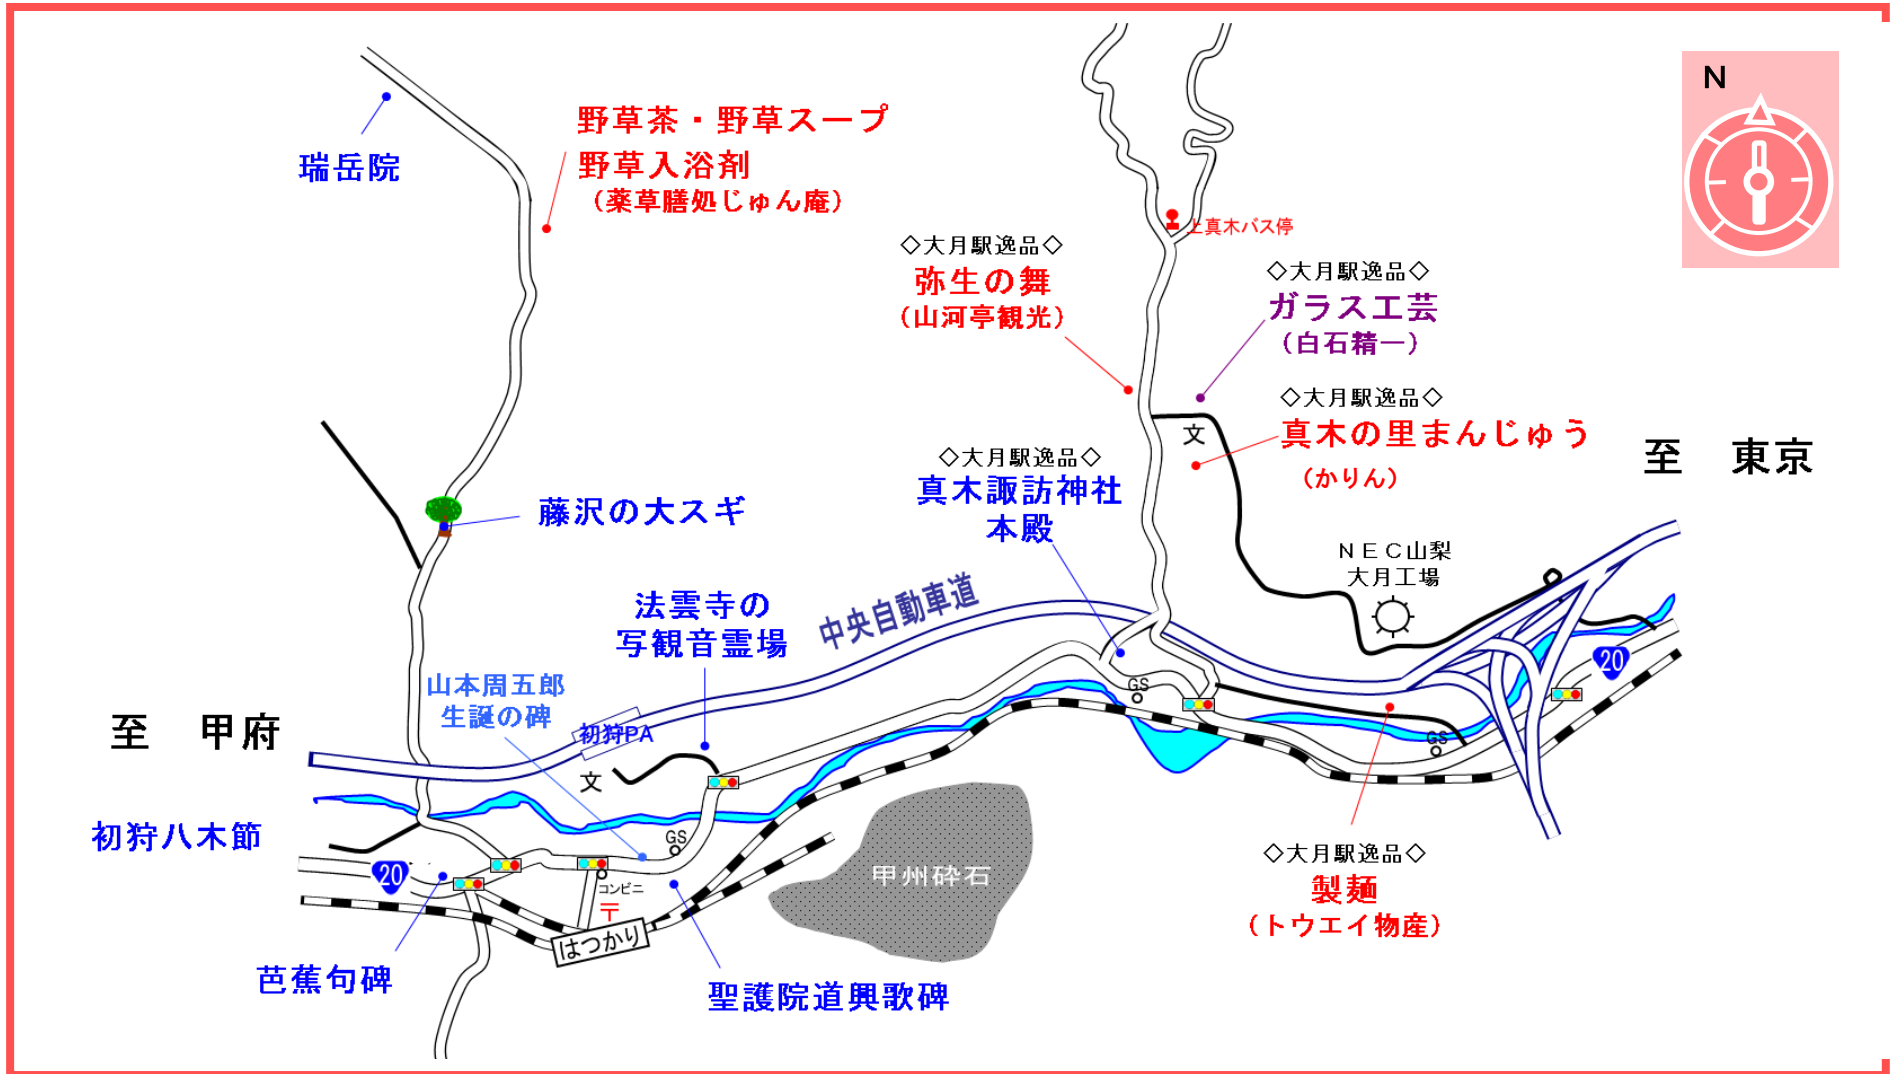 N
野草茶・野草スープ
野草入浴剤
（薬草膳処じゅん庵）
瑞岳院
上真木バス停
◇大月駅逸品◇
弥生の舞
（山河亭観光）
◇大月駅逸品◇
ガラス工芸
（白石精一）
◇大月駅逸品◇
真木の里まんじゅう
（かりん）
文
至　東京
◇大月駅逸品◇
真木諏訪神社
本殿
藤沢の大スギ
ＮＥＣ山梨
大月工場
中央自動車道
法雲寺の
写観音霊場
20
山本周五郎
生誕の碑
GS
至　甲府
初狩PA
GS
文
初狩八木節
GS
20
コンビニ
〒
甲州砕石
◇大月駅逸品◇
製麺
（トウエイ物産）
はつかり
芭蕉句碑
聖護院道興歌碑